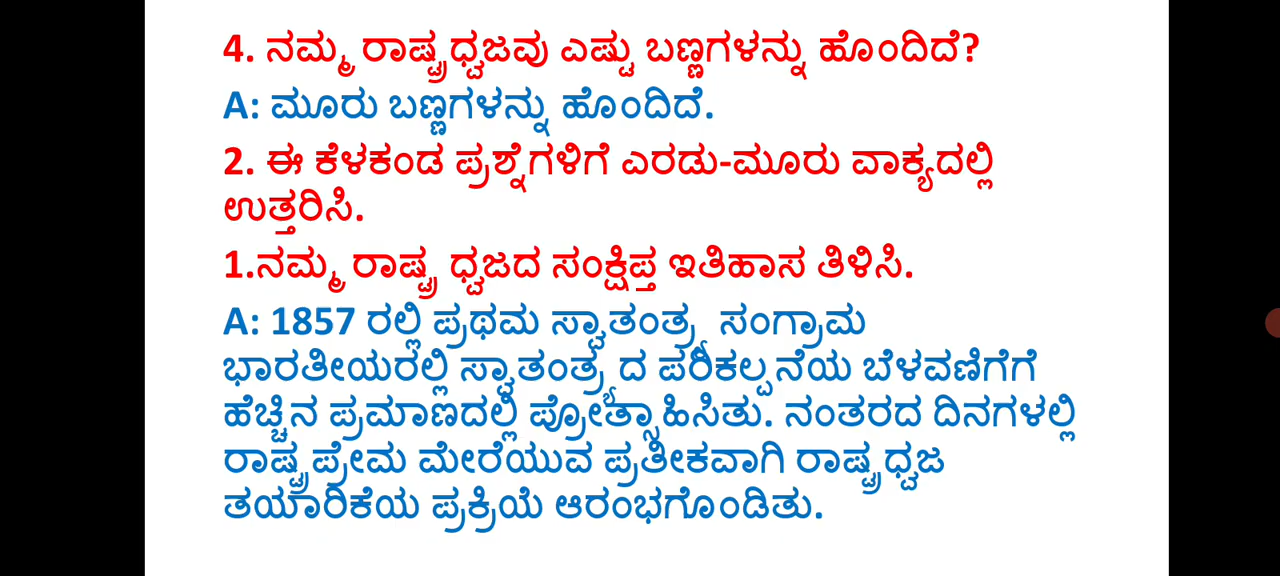 4. ನಮ್ಮ ರಾಷ್ಟ್ರಧ್ವಜವು ಎಷ್ಟು ಬಣ್ಣಗಳನ್ನು ಹೊಂದಿದೆ?
A: ಮೂರು ಬಣ್ಣಗಳನ್ನು ಹೊಂದಿದೆ.
2. ಈ ಕೆಳಕಂಡ ಪ್ರಶ್ನೆಗಳಿಗೆ ಎರಡು-ಮೂರು ವಾಕ್ಯದಲ್ಲಿ
ಉತ್ತರಿಸಿ.
1.ನಮ್ಮ ರಾಷ್ಟ್ರ ಧ್ವಜದ ಸಂಕ್ಷಿಪ್ತ ಇತಿಹಾಸ ತಿಳಿಸಿ.
A: 1857 ರಲ್ಲಿ ಪ್ರಥಮ ಸ್ವಾತಂತ್ರ್ಯ ಸಂಗ್ರಾಮ
ಭಾರತೀಯರಲ್ಲಿ ಸ್ವಾತಂತ್ರ್ಯದ ಪರಿಕಲ್ಪನೆಯ ಬೆಳವಣಿಗೆಗೆ
ಹೆಚ್ಚಿನ ಪ್ರಮಾಣದಲ್ಲಿ ಪ್ರೋತ್ಸಾಹಿಸಿತು. ನಂತರದ ದಿನಗಳಲ್ಲಿ
ರಾಷ್ಟ್ರಪ್ರೇಮ ಮೇರೆಯುವ ಪ್ರತೀಕವಾಗಿ ರಾಷ್ಟ್ರಧ್ವಜ
ತಯಾರಿಕೆಯ ಪ್ರಕ್ರಿಯೆ ಆರಂಭಗೊಂಡಿತು.